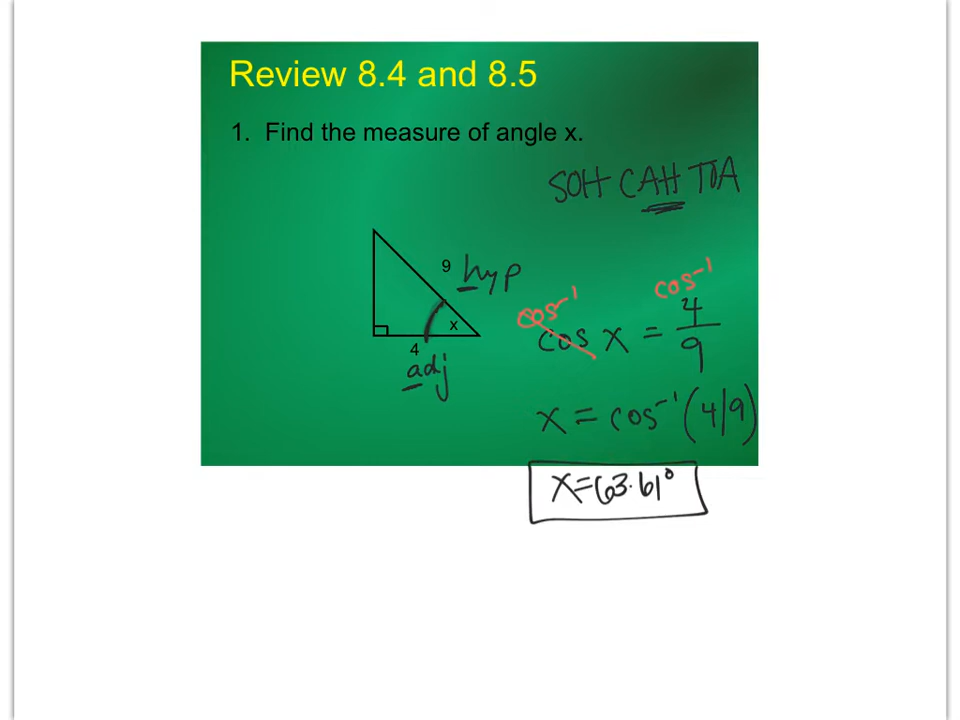 Review 8.4 and 8.5
1. Find the measure of angle x.
SOH CAH TOA
9 hyp
x
4
adj
cos⁻¹ cos⁻¹
cos x = 4/9
x = cos⁻¹(4/9)
x=63.61°